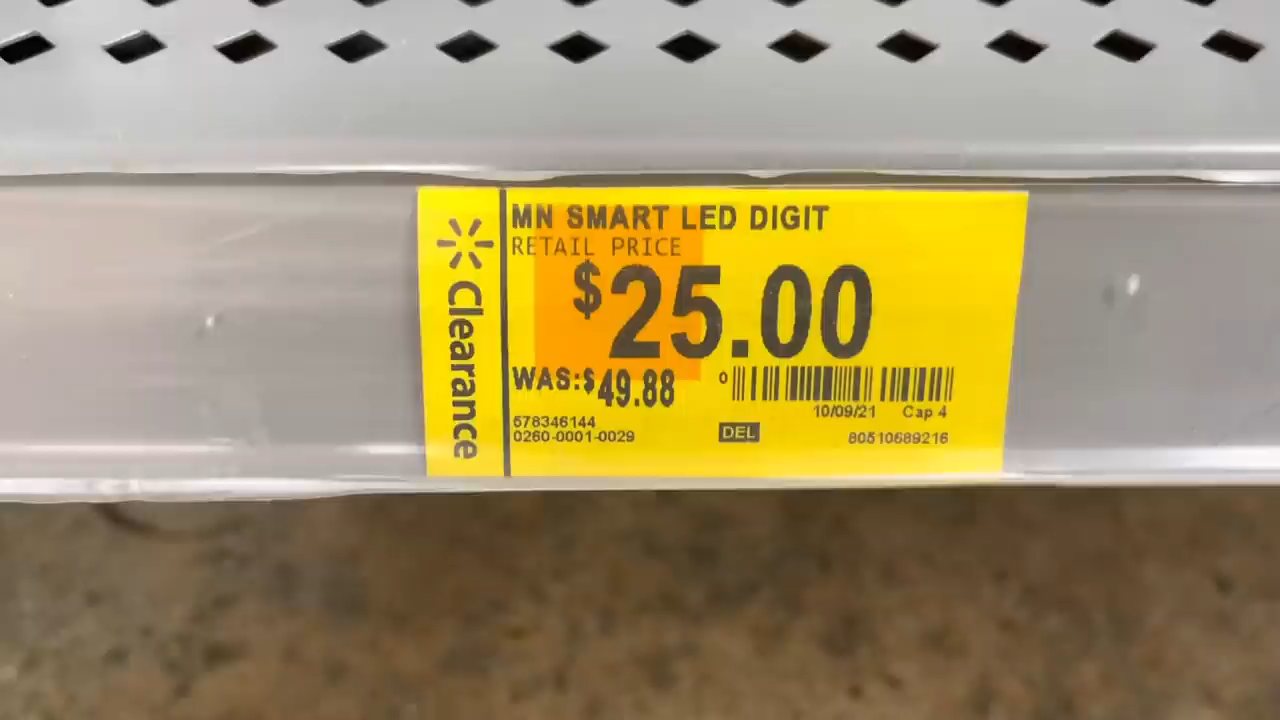 Clearance
MN SMART LED DIGIT
RETAIL PRICE
$25.00
WAS:$49.88
0
10/09/21 Cap 4
578346144
0260-0001-0029
DEL
80510689216